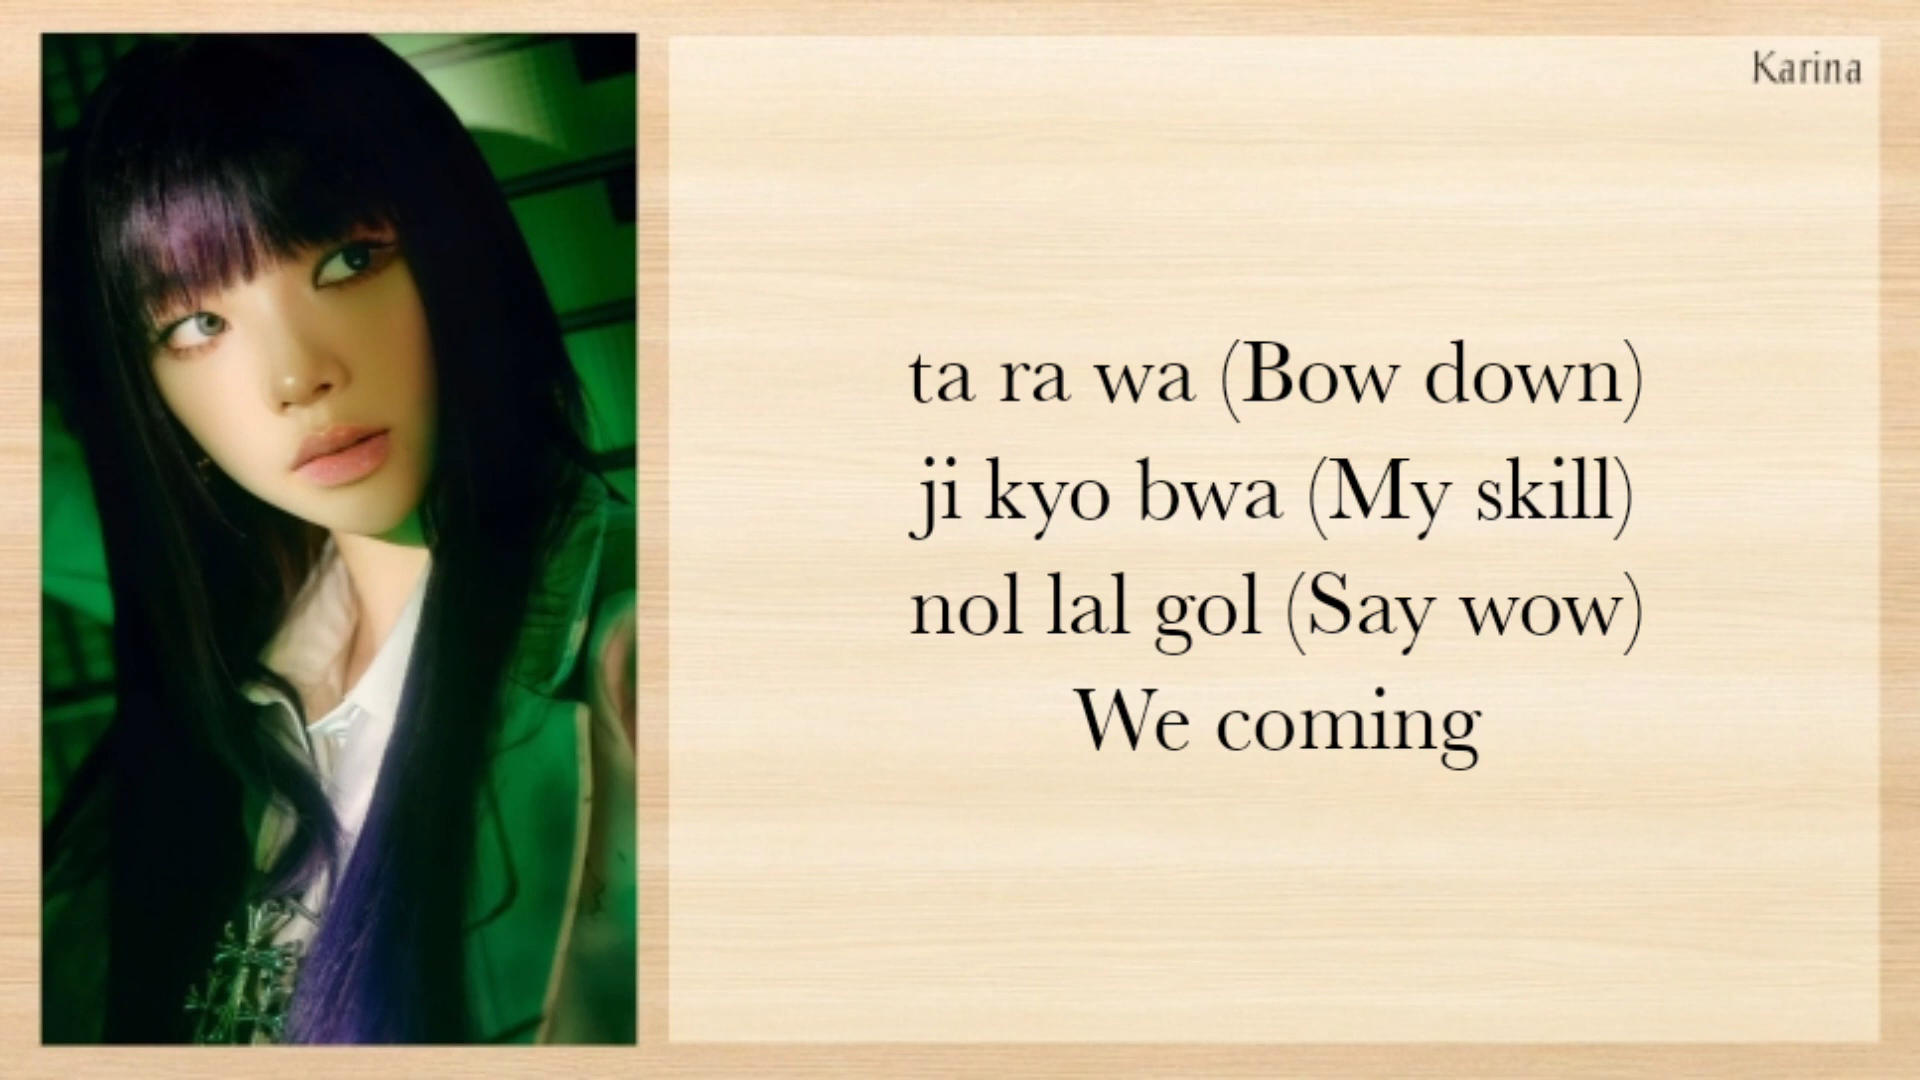 Karina
ta ra wa (Bow down)
ji kyo bwa (My skill)
nol lal gol (Say wow)
We coming